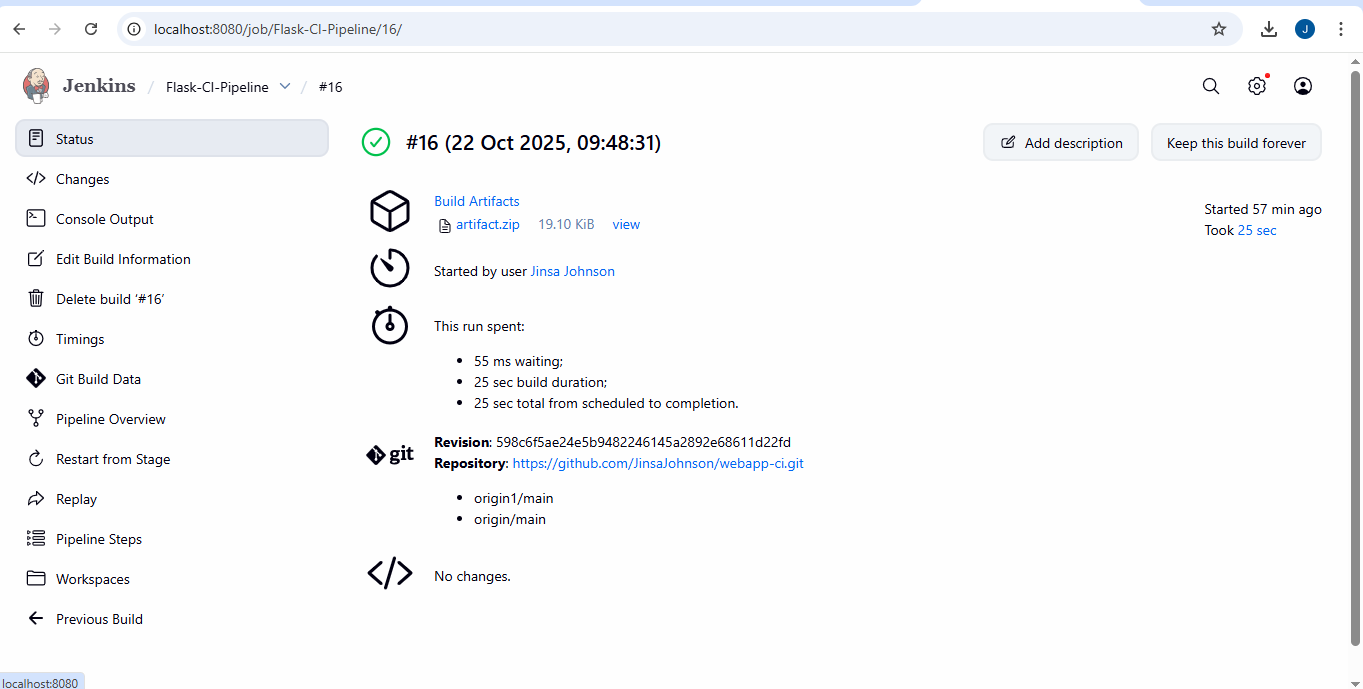 localhost:8080/job/Flask-CI-Pipeline/16/
J
Jenkins / Flask-CI-Pipeline / #16
Status
Changes
Console Output
Edit Build Information
Delete build ‘#16’
Timings
Git Build Data
Pipeline Overview
Restart from Stage
Replay
Pipeline Steps
Workspaces
Previous Build
#16 (22 Oct 2025, 09:48:31)
Add description
Keep this build forever
Build Artifacts
artifact.zip 19.10 KiB view
Started 57 min ago
Took 25 sec
Started by user Jinsa Johnson
This run spent:
• 55 ms waiting;
• 25 sec build duration;
• 25 sec total from scheduled to completion.
git
Revision: 598c6f5ae24e5b9482246145a2892e68611d22fd
Repository: https://github.com/JinsaJohnson/webapp-ci.git
• origin1/main
• origin/main
</> No changes.
localhost:8080